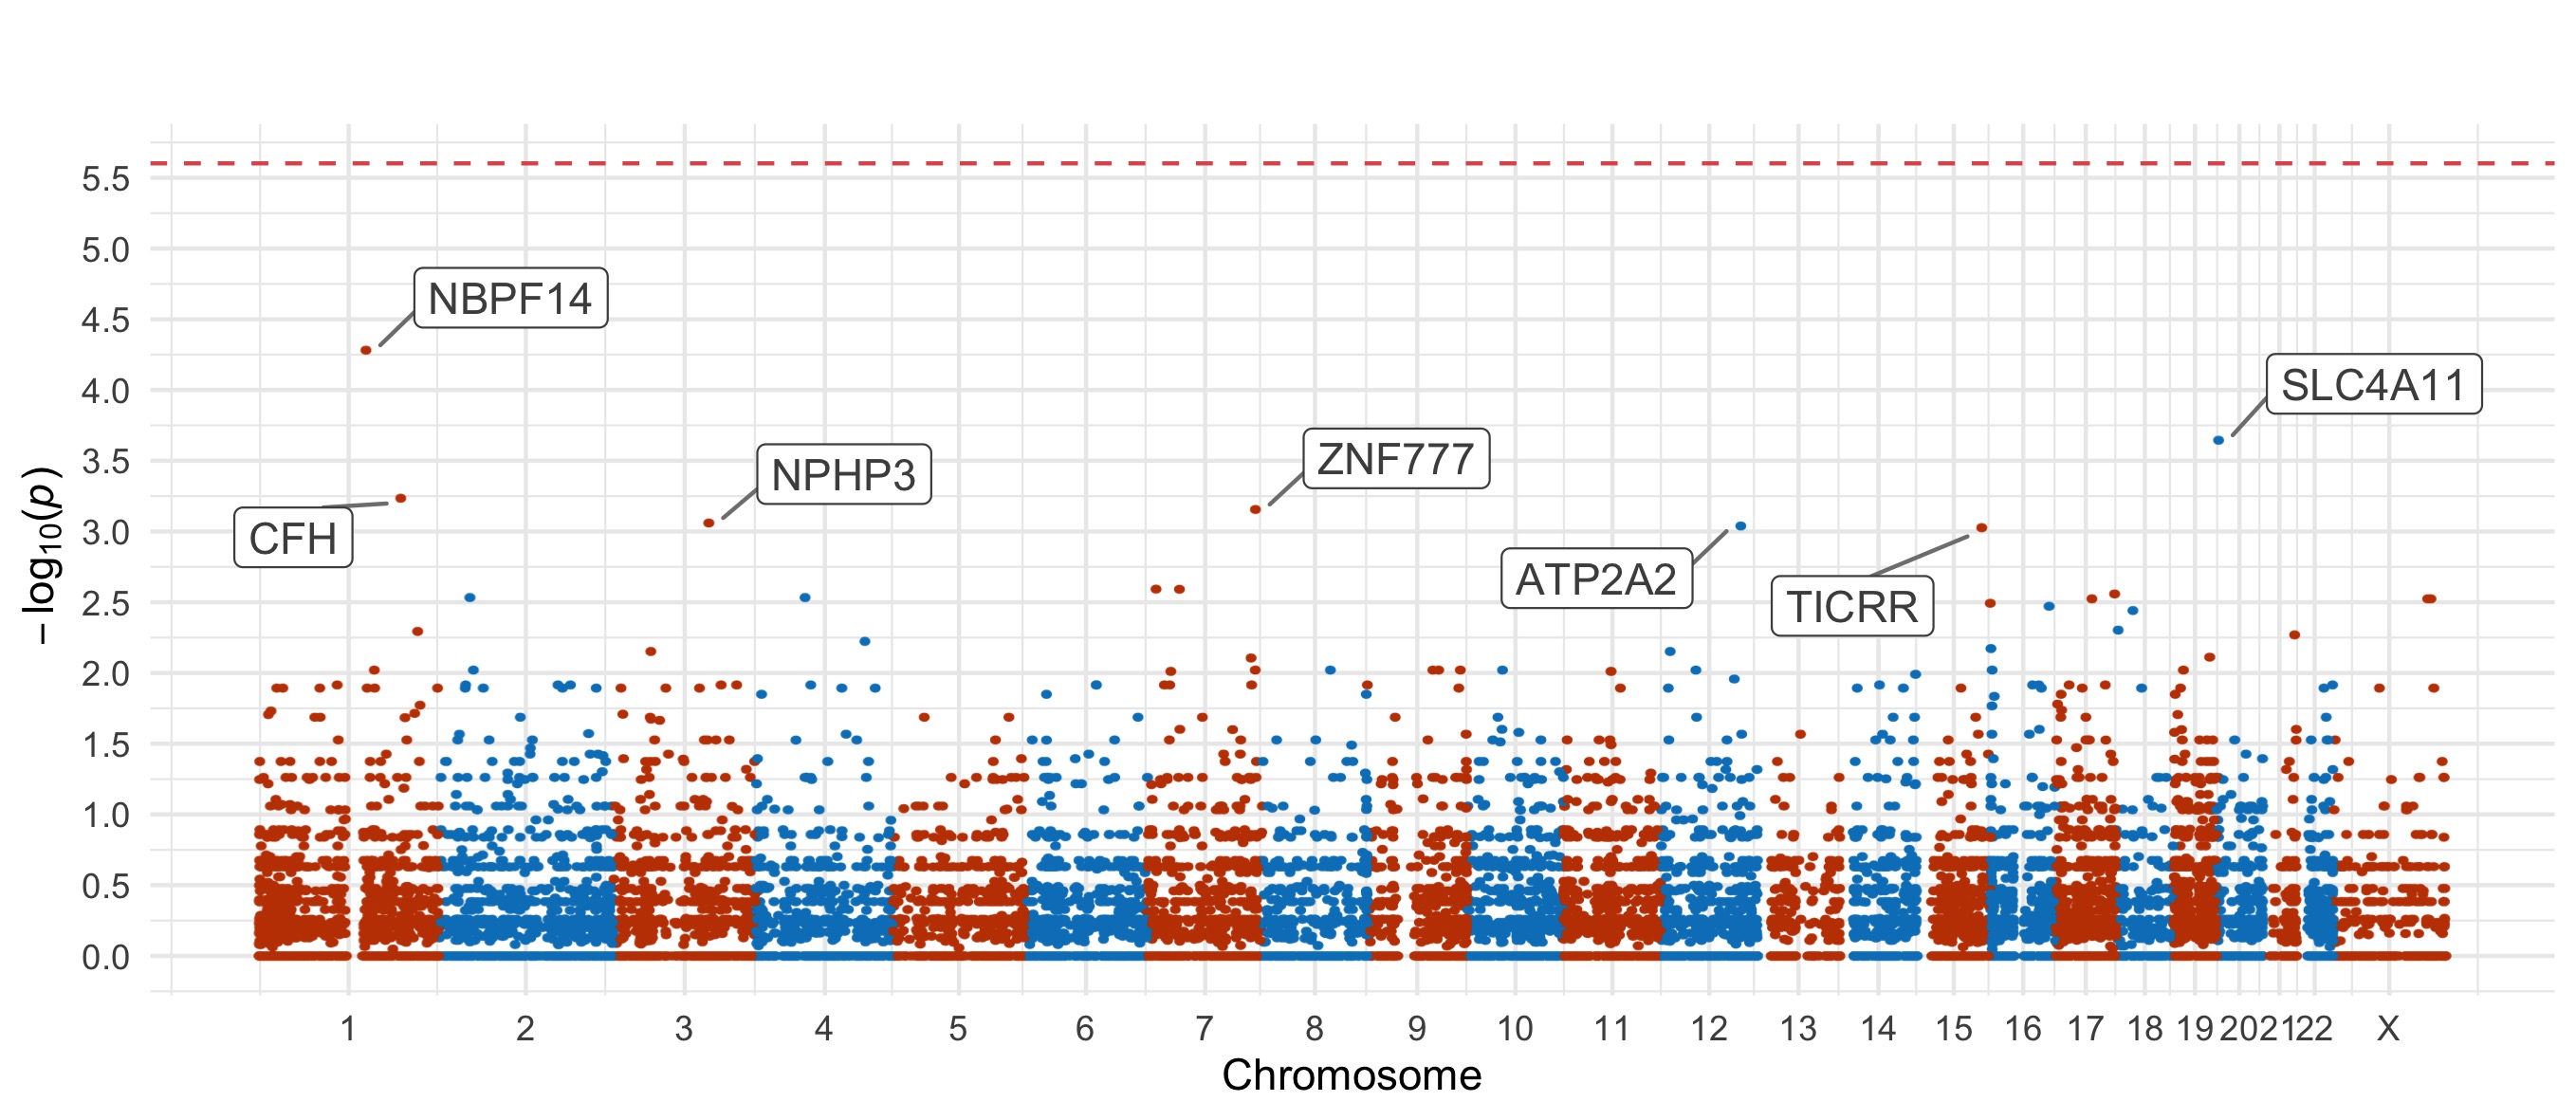 5.5
5.0
NBPF14
4.5
4.0
SLC4A11
3.5
ZNF777
NPHP3
CFH
3.0
ATP2A2
TICRR
2.5
2.0
1.5
1.0
0.5
0.0
−log10(p)
1 2 3 4 5 6 7 8 9 10 11 12 13 14 15 16 17 18 19 20 21 22 X
Chromosome